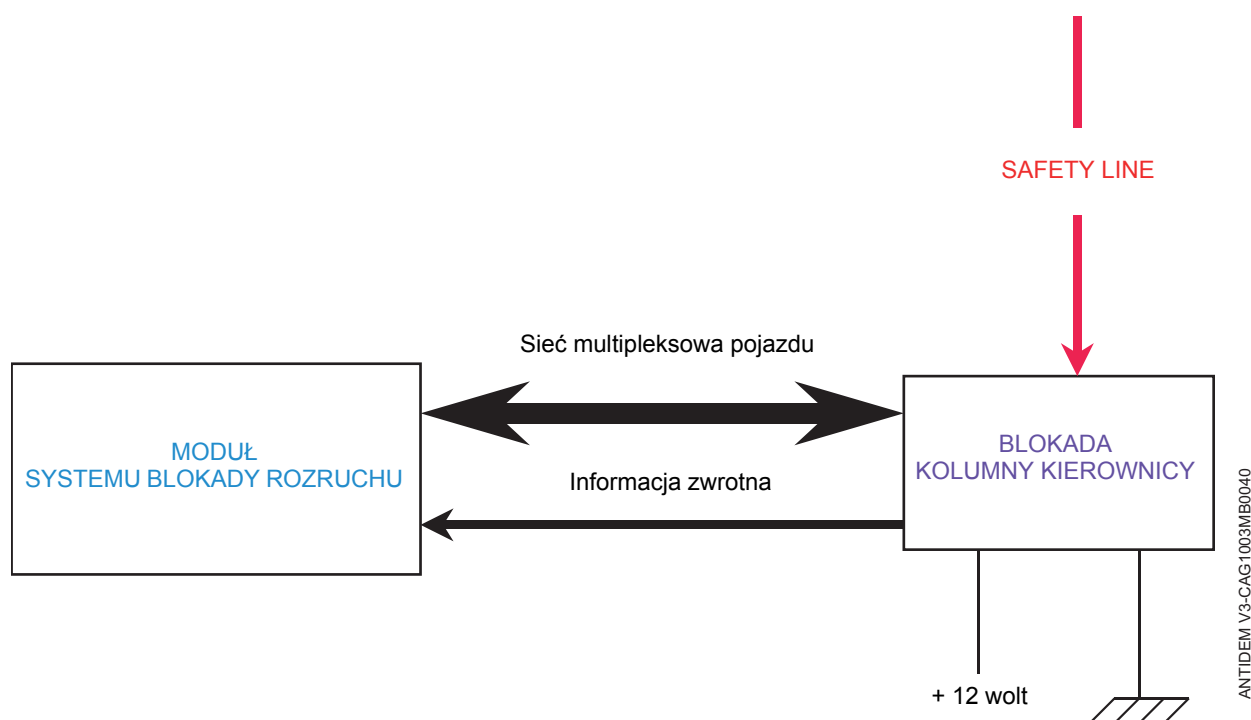 SAFETY LINE
Sieć multipleksowa pojazdu
MODUŁ
SYSTEMU BLOKADY ROZRUCHU
BLOKADA
KOLUMNY KIEROWNICY
Informacja zwrotna
+ 12 wolt
ANTIDEM V3-CAG1003MB0040